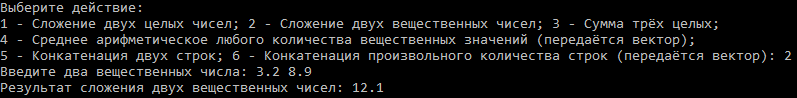 Выберите действие:
1 - Сложение двух целых чисел; 2 - Сложение двух вещественных чисел; 3 - Сумма трёх целых;
4 - Среднее арифметическое любого количества вещественных значений (передаётся вектор);
5 - Конкатенация двух строк; 6 - Конкатенация произвольного количества строк (передаётся вектор): 2
Введите два вещественных числа: 3.2 8.9
Результат сложения двух вещественных чисел: 12.1